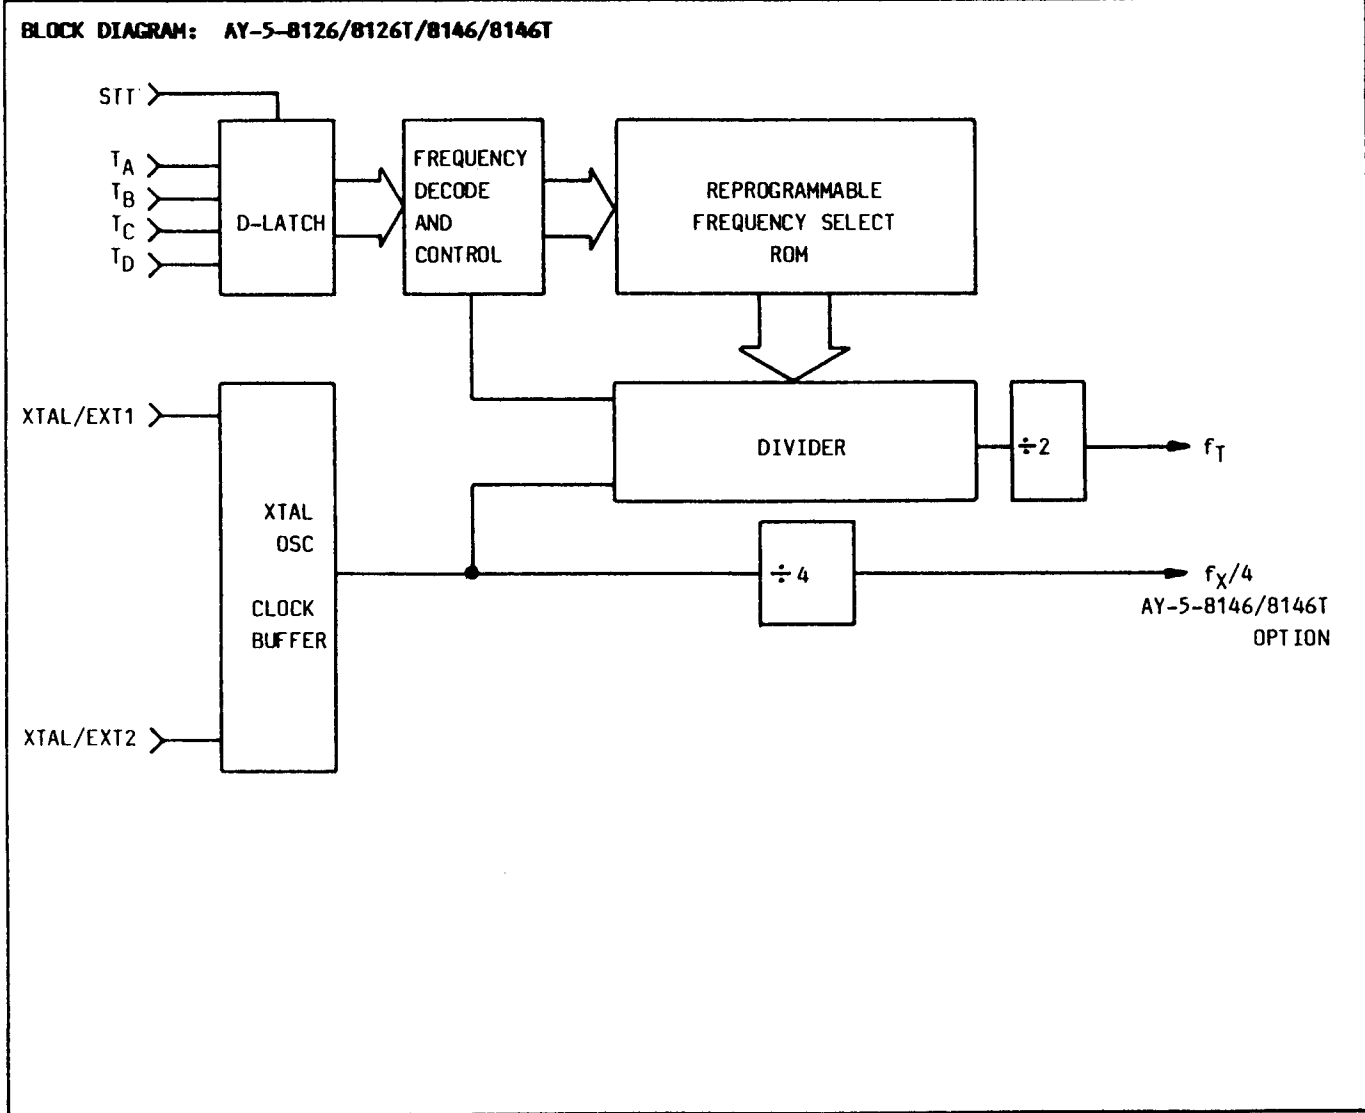 BLOCK DIAGRAM: AY-5-8126/8126T/8146/8146T
STT
TA
TB
TC
TD
D-LATCH
FREQUENCY
DECODE
AND
CONTROL
REPROGRAMMABLE
FREQUENCY SELECT
ROM
XTAL/EXT1
XTAL
OSC
CLOCK
BUFFER
XTAL/EXT2
DIVIDER
÷2
fT
÷4
fX/4
AY-5-8146/8146T
OPTION